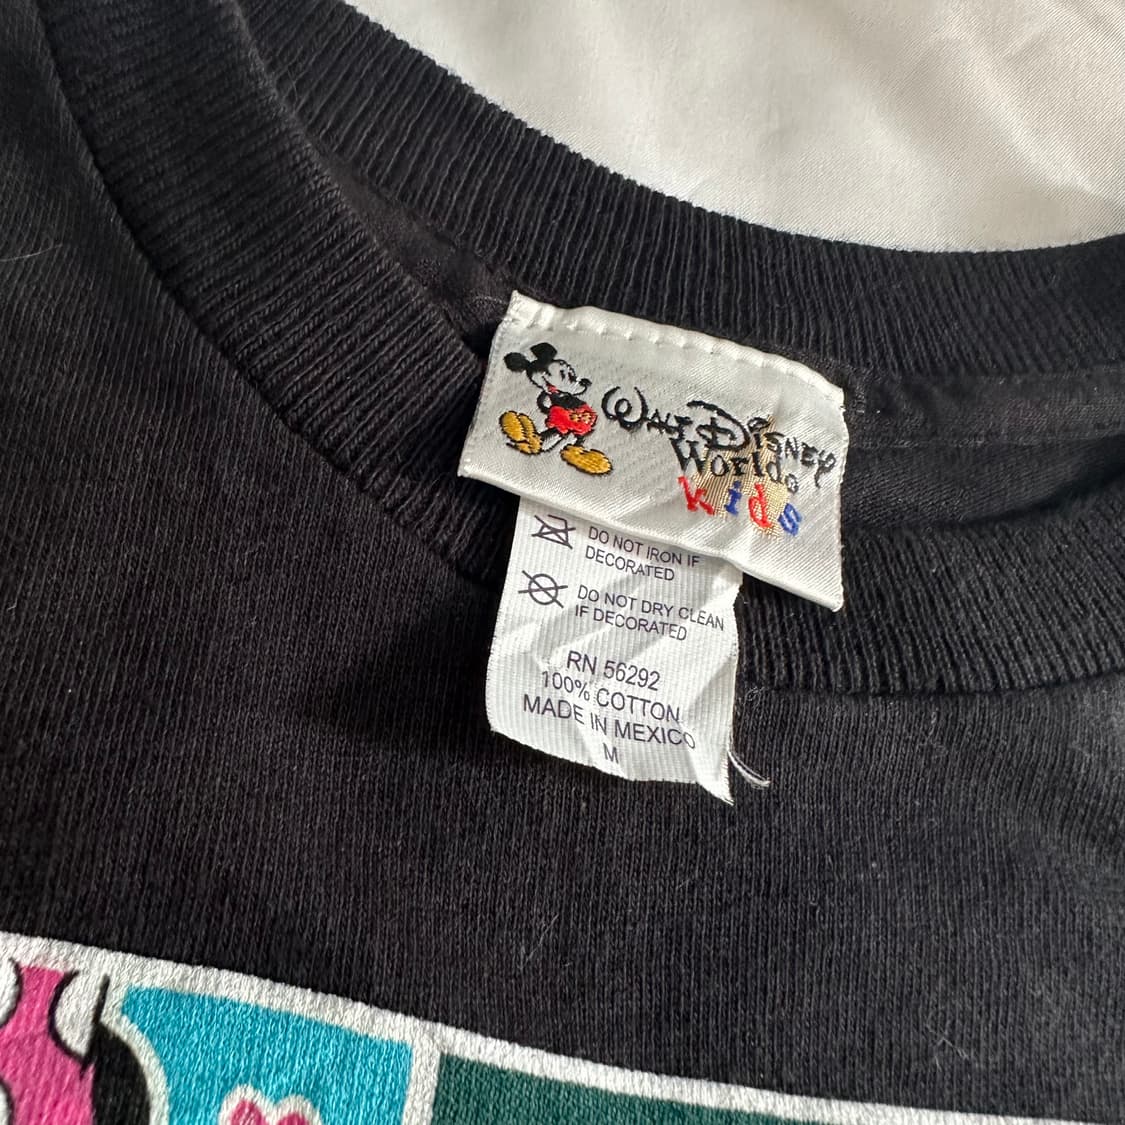 Walt Disney
World®
kids
DO NOT IRON IF
DECORATED
DO NOT DRY CLEAN
IF DECORATED
RN 56292
100% COTTON
MADE IN MEXICO
M